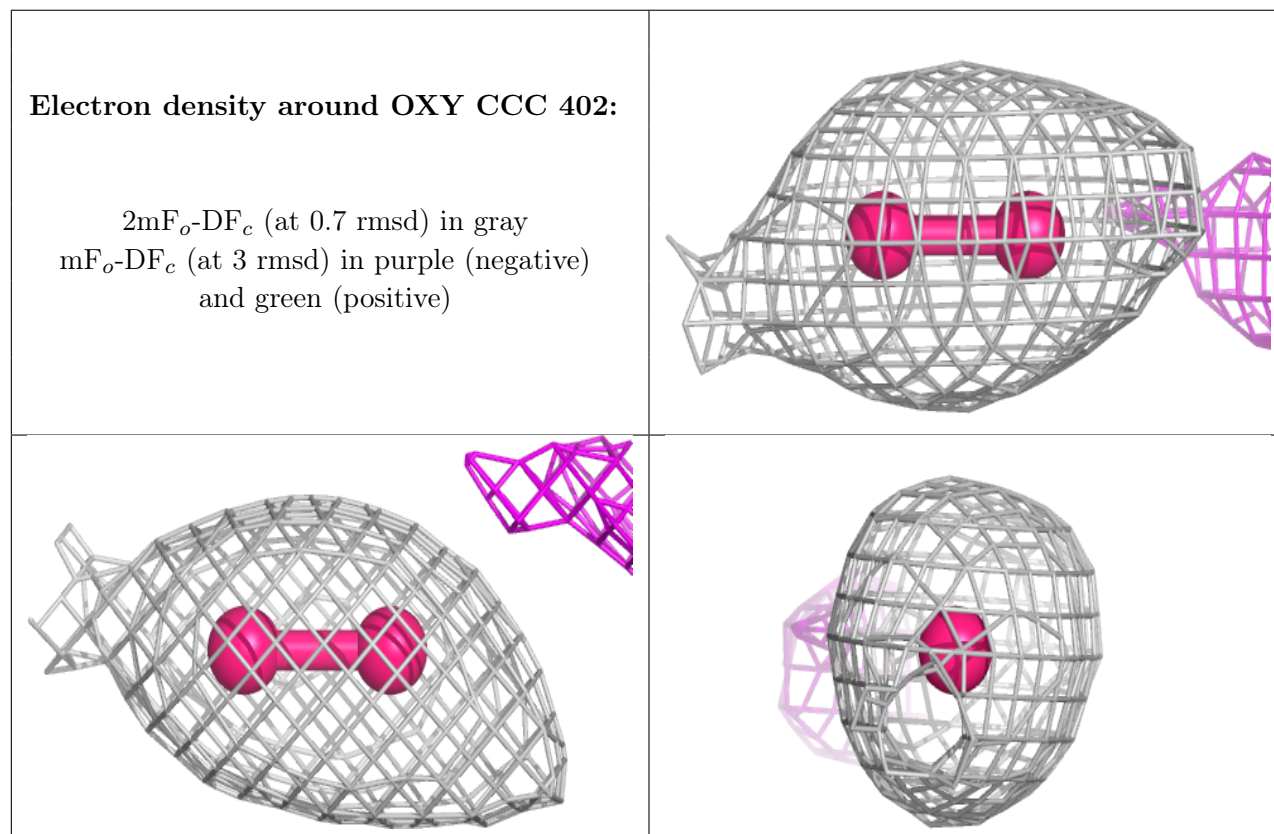 Electron density around OXY CCC 402:
2mFo-DFc (at 0.7 rmsd) in gray
mFo-DFc (at 3 rmsd) in purple (negative)
and green (positive)